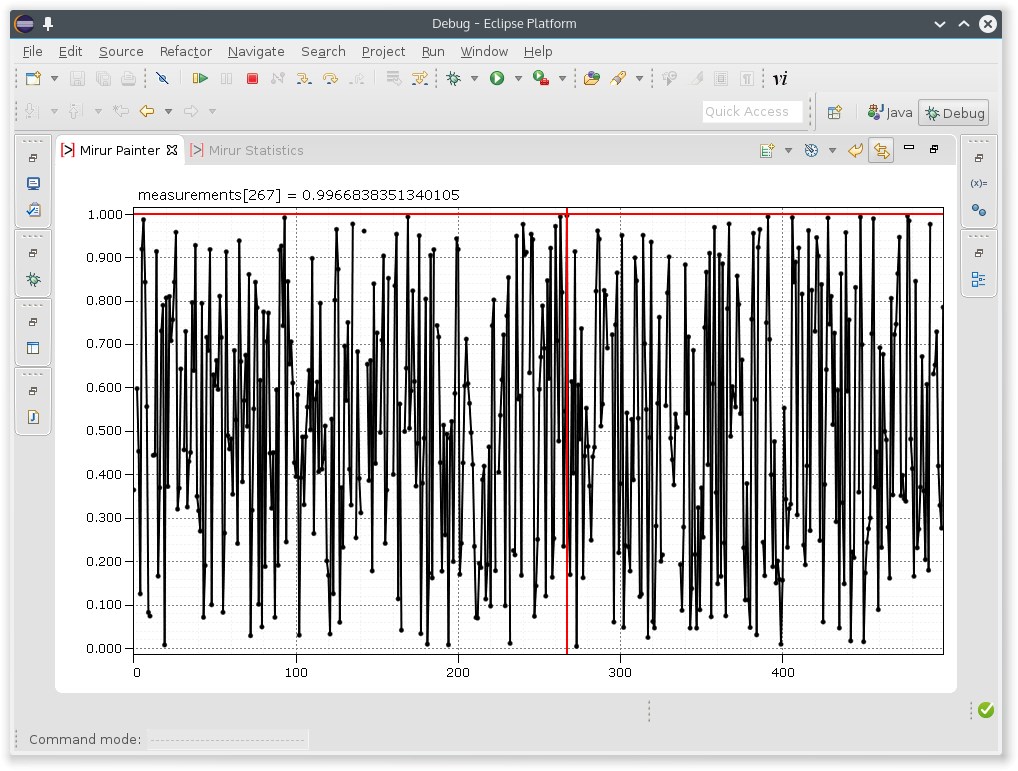 Debug - Eclipse Platform
File Edit Source Refactor Navigate Search Project Run Window Help
vi
Quick Access
Java
Debug
Mirur Painter
Mirur Statistics
(x)=
measurements[267] = 0.9966838351340105
1.000
0.900
0.800
0.700
0.600
0.500
0.400
0.300
0.200
0.100
0.000
0 100 200 300 400
Command mode: